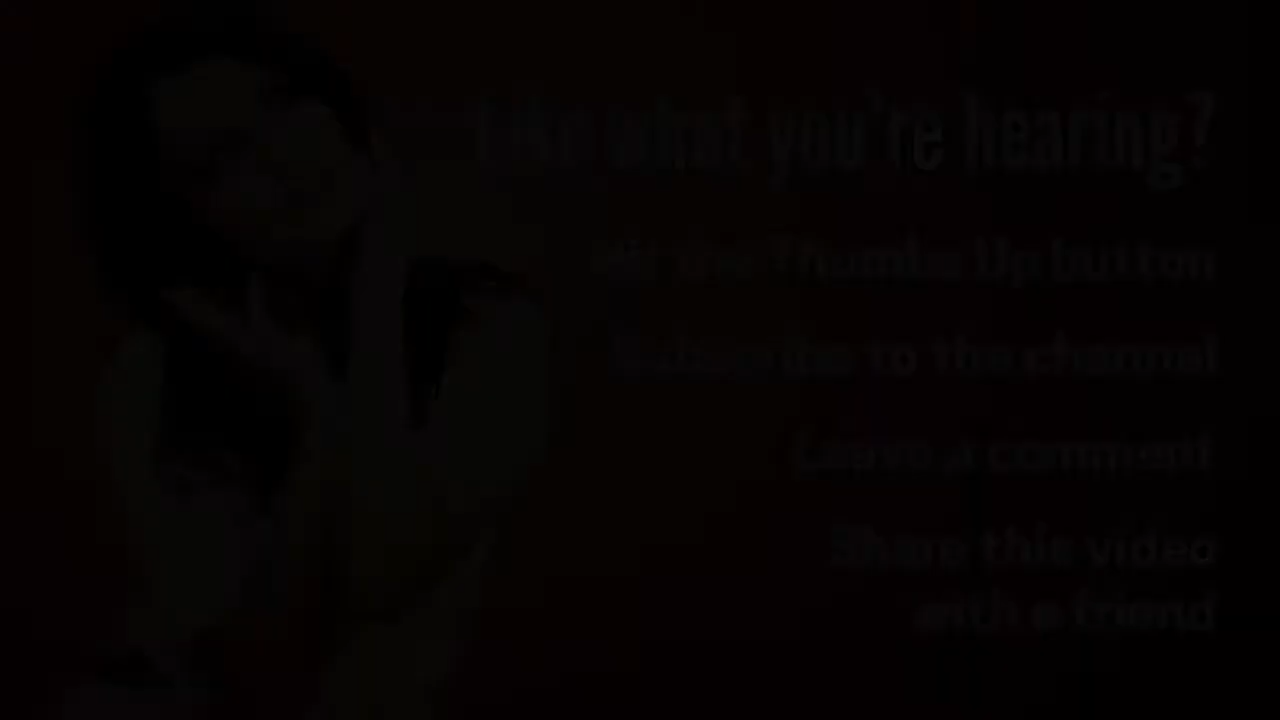 Like what you're hearing?
Hit the Thumbs Up button
Subscribe to the channel
Leave a comment
Share this video
with a friend